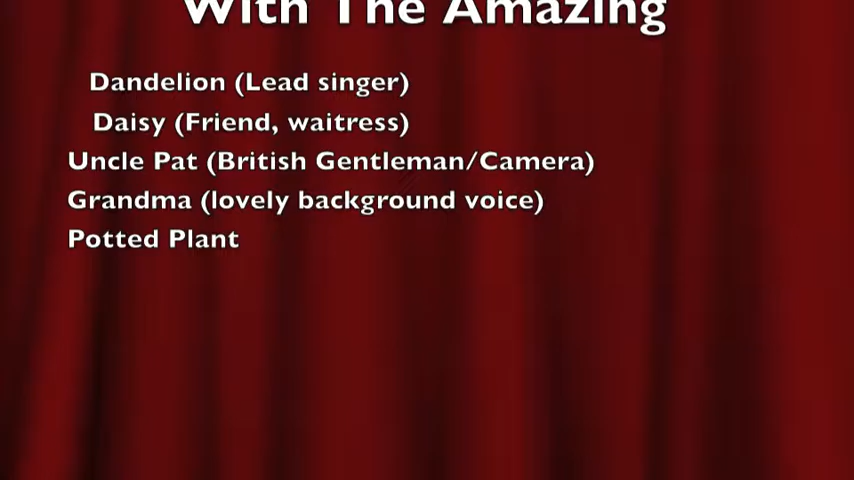 With The Amazing
Dandelion (Lead singer)
Daisy (Friend, waitress)
Uncle Pat (British Gentleman/Camera)
Grandma (lovely background voice)
Potted Plant